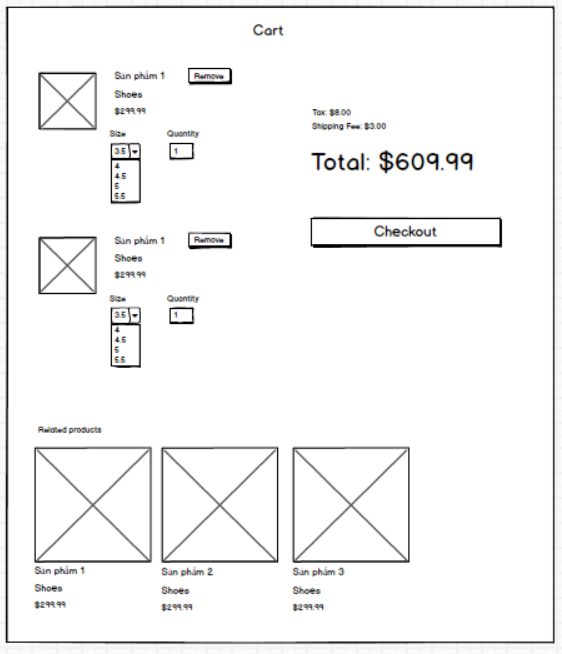 Cart
Sản phẩm 1
Remove
Shoes
$299.99
Size
Quantity
3.5
1
4
4.5
5
5.5
Tax: $8.00
Shipping Fee: $3.00
Total: $609.99
Checkout
Sản phẩm 1
Remove
Shoes
$299.99
Size
Quantity
3.5
1
4
4.5
5
5.5
Related products
Sản phẩm 1
Shoes
$299.99
Sản phẩm 2
Shoes
$299.99
Sản phẩm 3
Shoes
$299.99